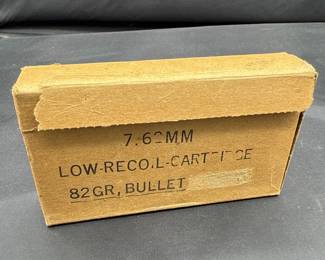 7.62MM
LOW-RECOIL-CARTRIDGE
82GR, BULLET